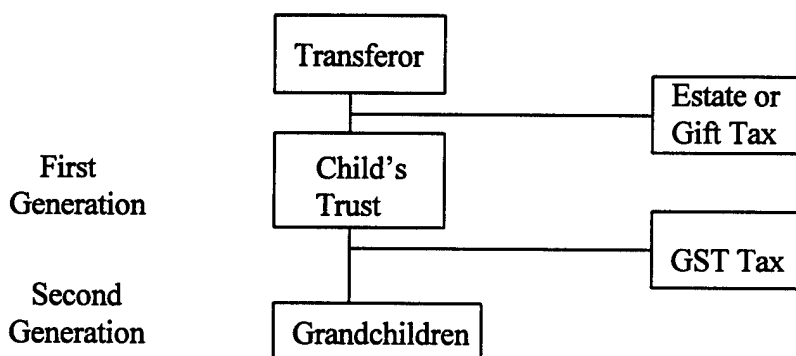 Transferor
Estate or
Gift Tax
First
Generation
Child's
Trust
GST Tax
Second
Generation
Grandchildren